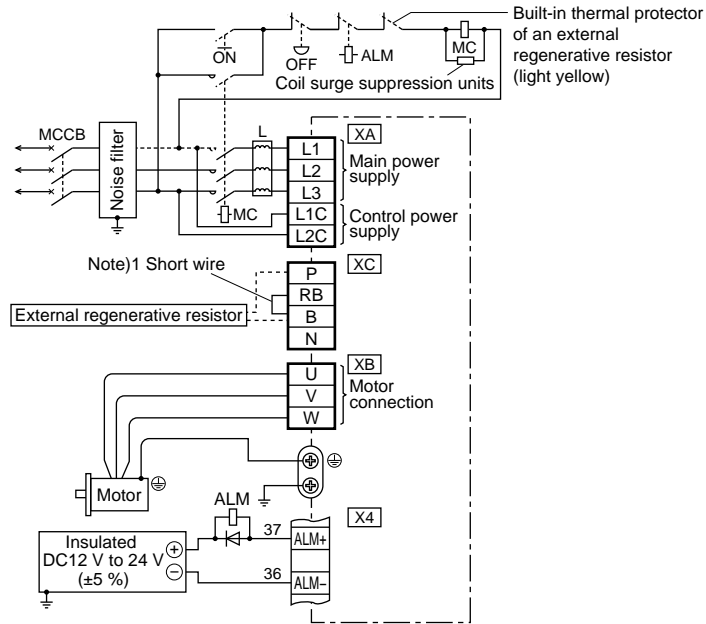 Built-in thermal protector
of an external
regenerative resistor
(light yellow)
ON
OFF
ALM
MC
Coil surge suppression units
MCCB
Noise filter
L
MC
XA
L1
L2
L3
L1C
L2C
Main power
supply
Control power
supply
Note)1 Short wire
XC
P
RB
B
N
External regenerative resistor
XB
U
V
W
Motor
connection
Motor
ALM
X4
37
ALM+
36
ALM−
Insulated
DC12 V to 24 V
(±5 %)
+
−